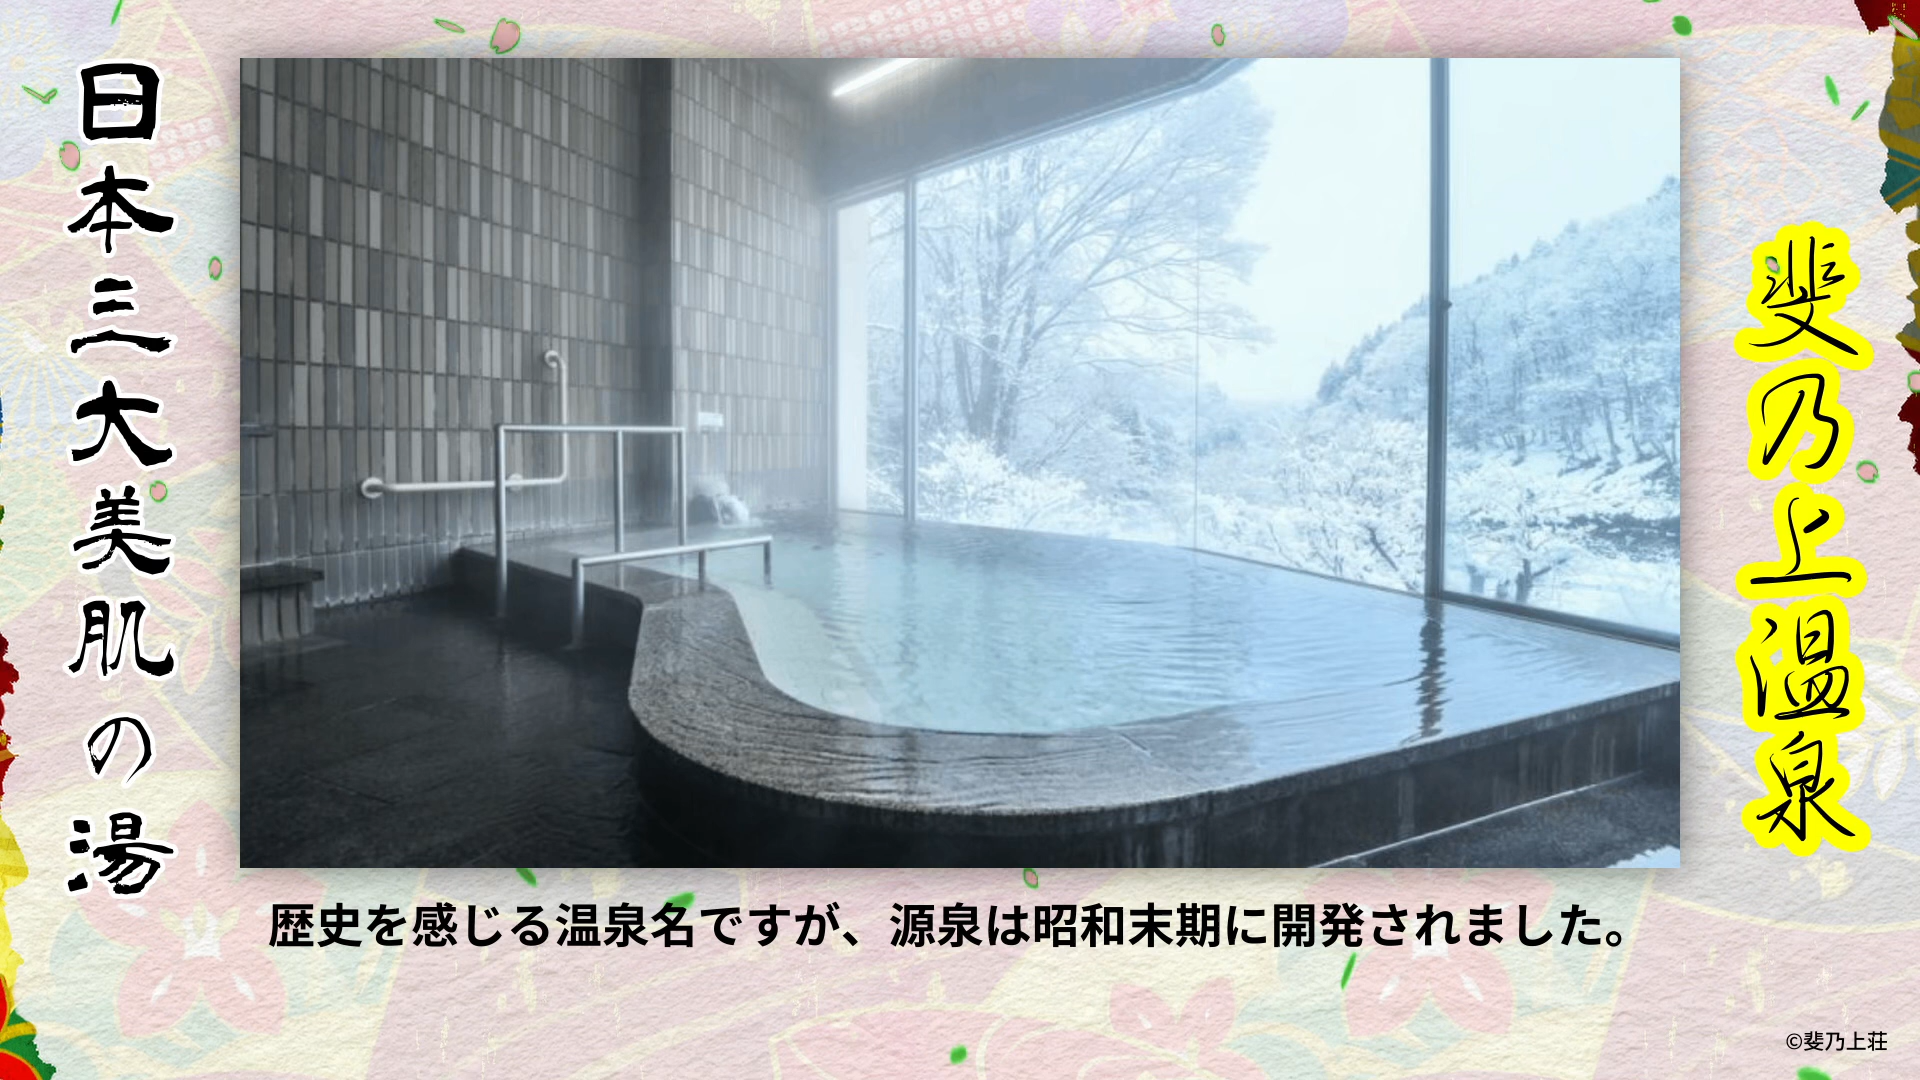 日本三大美肌の湯
斐乃上温泉
歴史を感じる温泉名ですが、源泉は昭和末期に開発されました。
©斐乃上荘